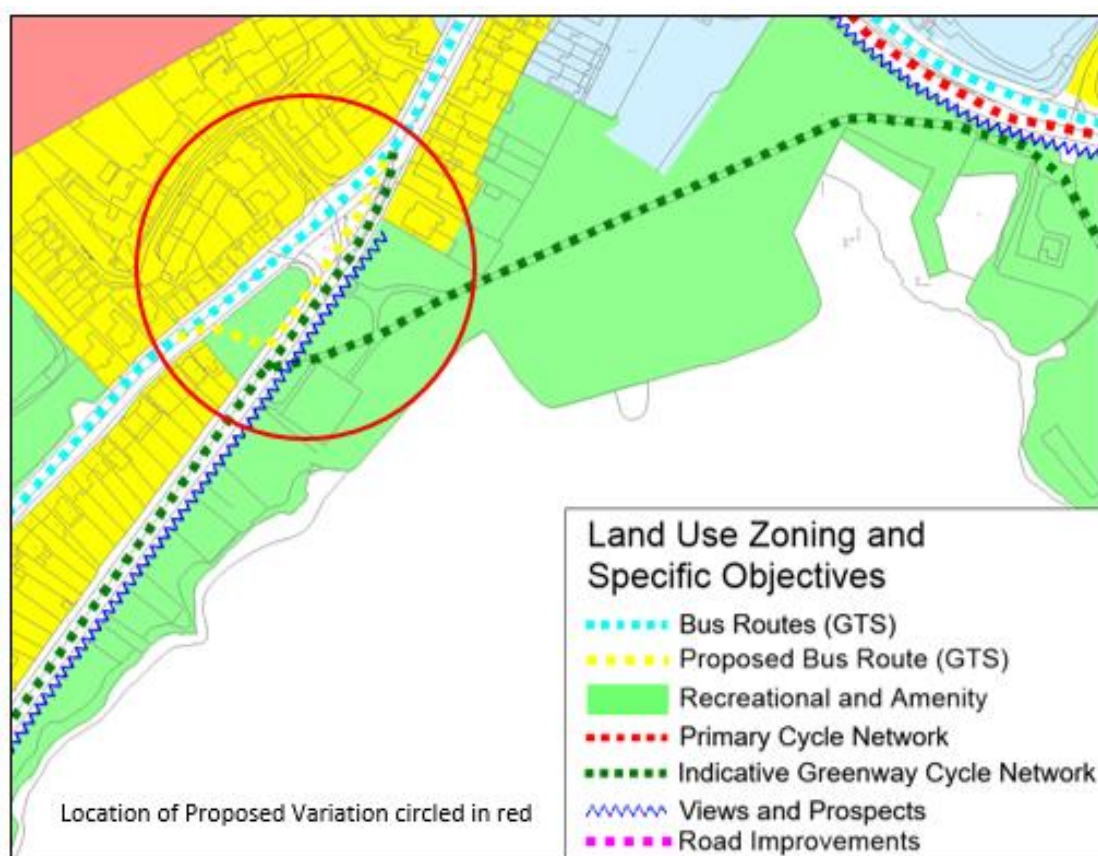 Land Use Zoning and
Specific Objectives
Bus Routes (GTS)
Proposed Bus Route (GTS)
Recreational and Amenity
Primary Cycle Network
Indicative Greenway Cycle Network
Views and Prospects
Road Improvements
Location of Proposed Variation circled in red